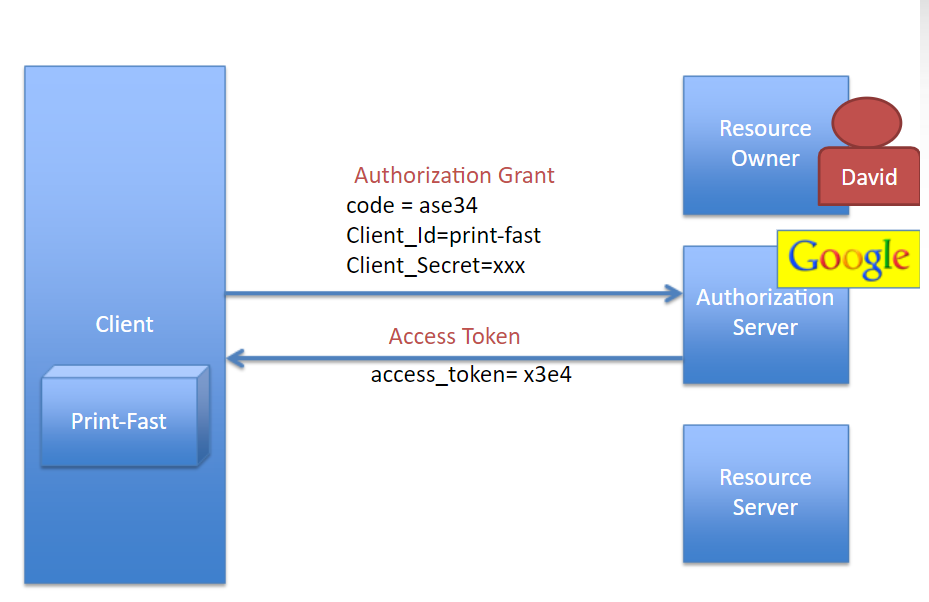 Resource
Owner
David
Authorization Grant
code = ase34
Client_Id=print-fast
Client_Secret=xxx
Google
Authorization
Server
Client
Access Token
access_token= x3e4
Print-Fast
Resource
Server